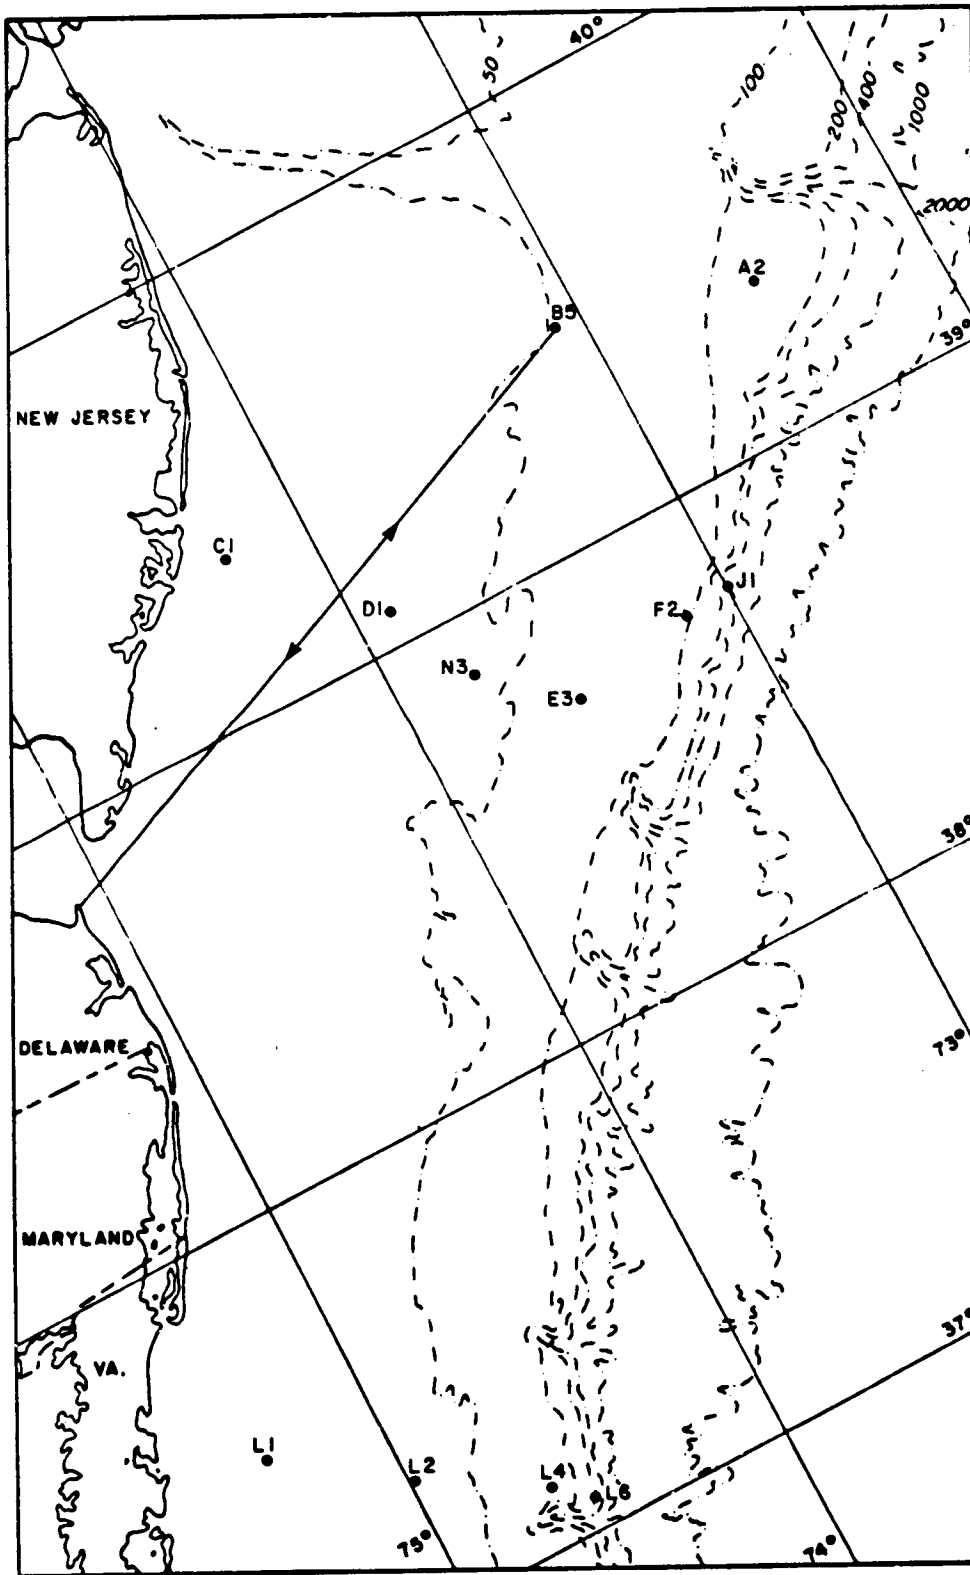 40°
50
100
200
400
1000
2000
A2
B5
39°
NEW JERSEY
C1
D1
J1
F2
N3
E3
38°
DELAWARE
73°
MARYLAND
VA.
37°
L1
L2
L4
L6
75°
74°